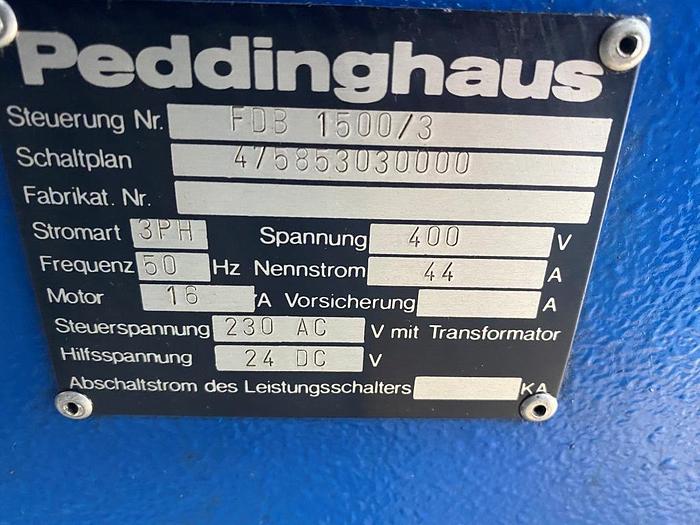 Peddinghaus
Steuerung Nr. FDB 1500/3
Schaltplan 475853030000
Fabrikat. Nr.
Stromart 3PH Spannung 400 V
Frequenz 50 Hz Nennstrom 44 A
Motor 16 A Vorsicherung A
Steuerspannung 230 AC V mit Transformator
Hilfsspannung 24 DC V
Abschaltstrom des Leistungsschalters KA